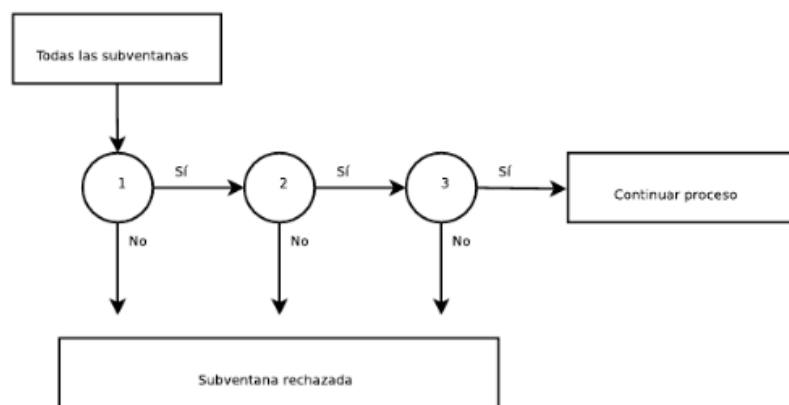 Todas las subventanas
1
Sí
2
Sí
3
Sí
Continuar proceso
No
No
No
Subventana rechazada